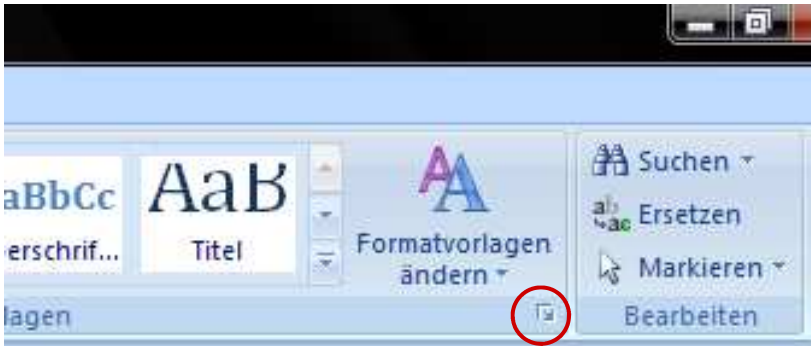 aBbCc
AaB
erschrif...
Titel
Formatvorlagen
ändern
lagen
Suchen
Ersetzen
Markieren
Bearbeiten